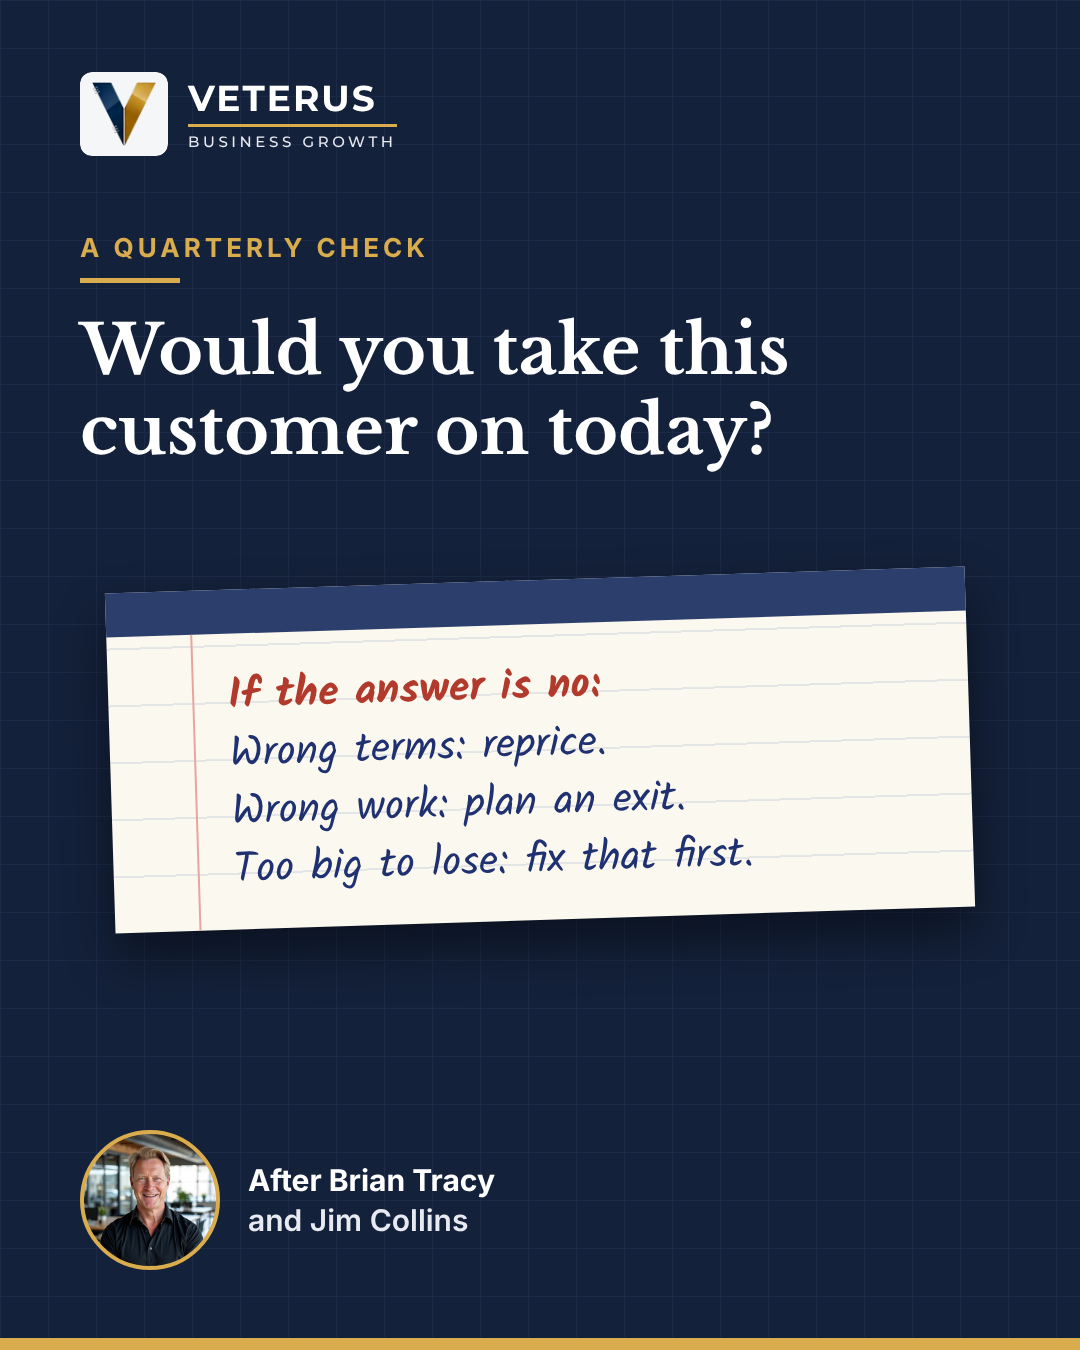 VETERUS
BUSINESS GROWTH
A QUARTERLY CHECK
Would you take this
customer on today?
If the answer is no:
Wrong terms: reprice.
Wrong work: plan an exit.
Too big to lose: fix that first.
After Brian Tracy
and Jim Collins